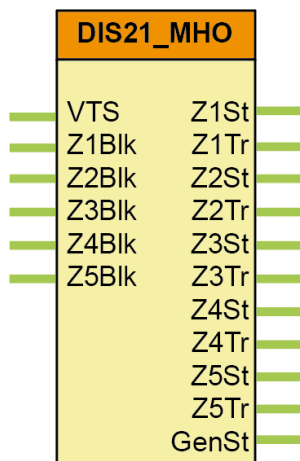 DIS21_MHO
VTS Z1St
Z1Blk Z1Tr
Z2Blk Z2St
Z3Blk Z2Tr
Z4Blk Z3St
Z5Blk Z3Tr
Z4St
Z4Tr
Z5St
Z5Tr
GenSt